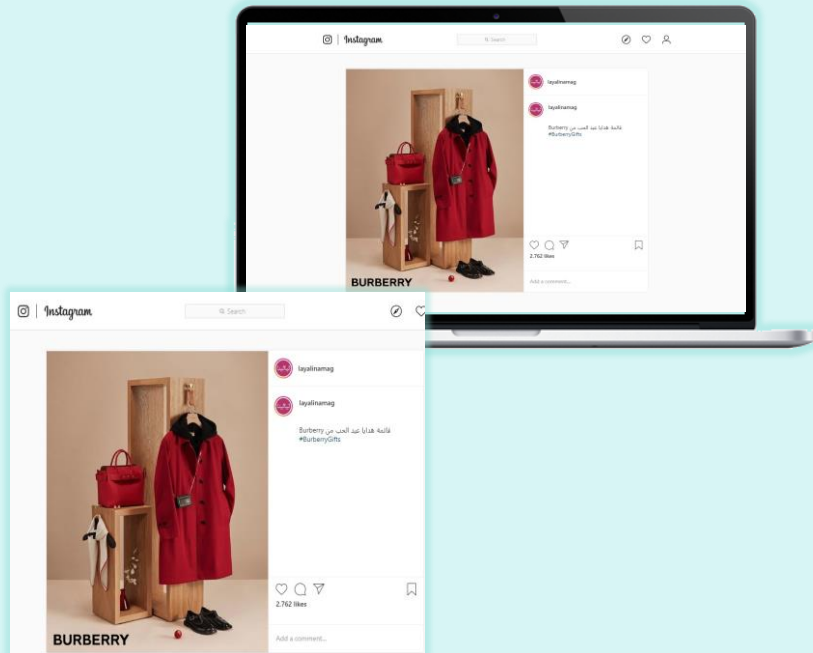 Instagram
Search
layalinamag
layalinamag
قائمة هدايا عيد الحب من Burberry
#BurberryGifts
2.762 likes
Add a comment...
BURBERRY
Instagram
Search
layalinamag
layalinamag
قائمة هدايا عيد الحب من Burberry
#BurberryGifts
2.762 likes
Add a comment...
BURBERRY